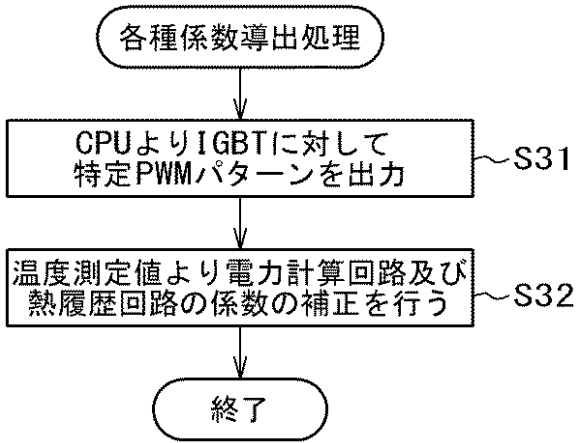 各種係数導出処理
CPUよりIGBTに対して
特定PWMパターンを出力
S31
温度測定値より電力計算回路及び
熱履歴回路の係数の補正を行う
S32
終了